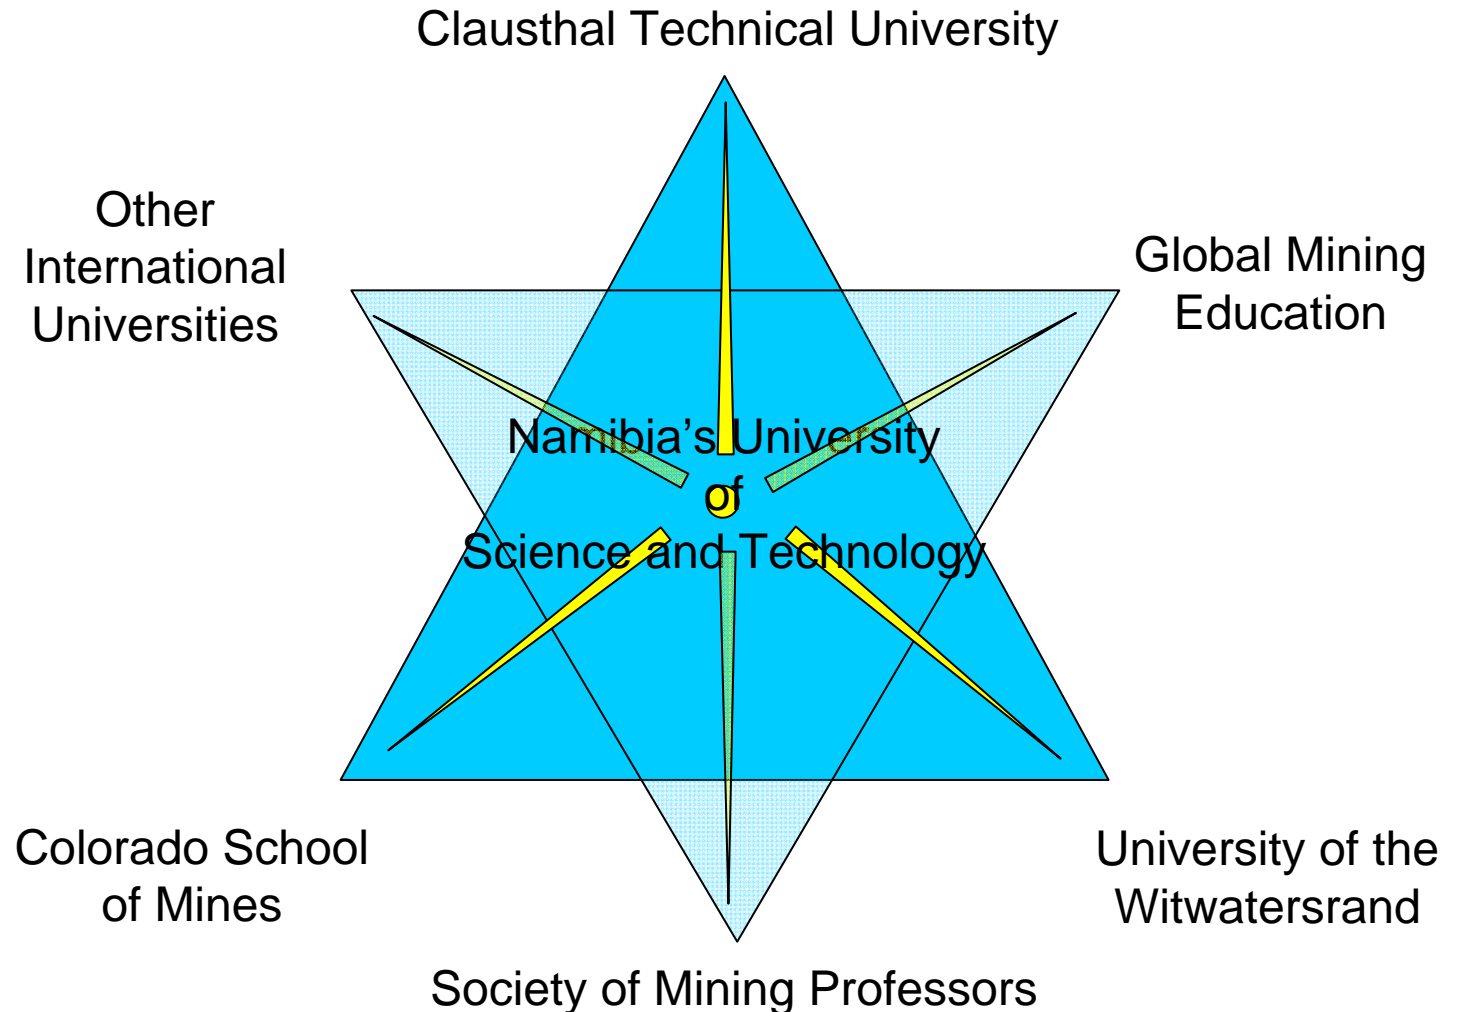 Clausthal Technical University
Other
International
Universities
Global Mining
Education
Namibia’s University
of
Science and Technology
Colorado School
of Mines
University of the
Witwatersrand
Society of Mining Professors